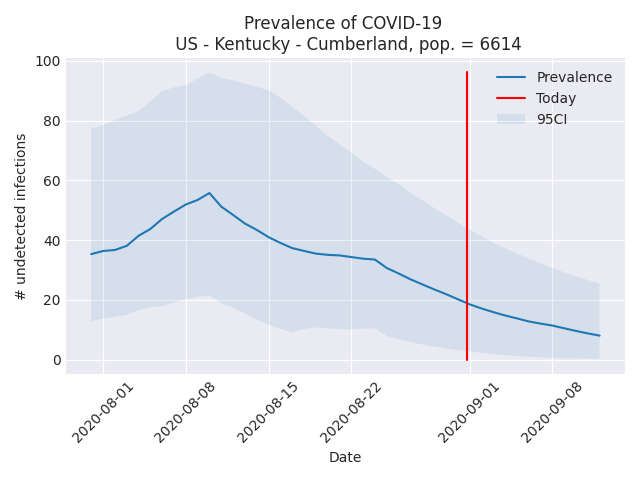 Prevalence of COVID-19
US - Kentucky - Cumberland, pop. = 6614
Prevalence
Today
95CI
# undetected infections
100
80
60
40
20
0
2020-08-01
2020-08-08
2020-08-15
2020-08-22
2020-09-01
2020-09-08
Date